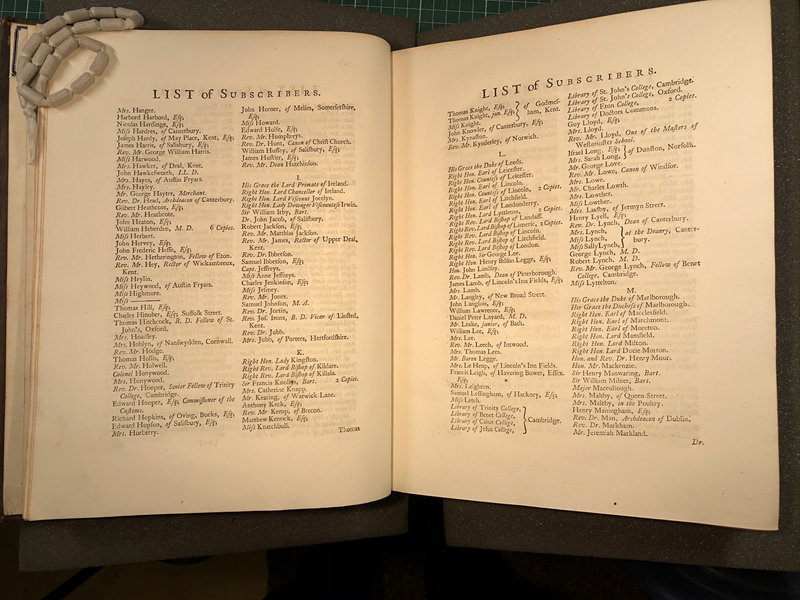 LIST of SUBSCRIBERS.
Mrs. Hanger.
Harbord Harbord, Eſq;
Nicolas Hardinge, Eſq;
Miſs Hardres, of Canterbury.
Joſeph Hardy, of May Place, Kent, Eſq;
James Harris, of Saliſbury, Eſq;
Rev. Mr. George William Harris.
Miſs Harwood.
Mrs. Hawker, of Deal, Kent.
John Hawkeſworth, LL. D.
Mrs. Hayes, of Auſtin Fryars.
Mrs. Hayley.
Mr. George Hayter, Merchant.
Rev. Dr. Head, Archdeacon of Canterbury.
Gilbert Heathcote, Eſq;
Rev. Mr. Heathcote.
John Heaton, Eſq;
William Heberden, M. D. 6 Copies.
Miſs Herbert.
John Hervey, Eſq;
John Frederic Heſſe, Eſq;
Rev. Mr. Hetherington, Fellow of Eton.
Rev. Mr. Hey, Rector of Wickambreux,
Kent.
Miſs Heylin.
Miſs Heywood, of Auſtin Fryars.
Miſs Highmore.
Miſs ———
Thomas Hill, Eſq;
Charles Hinuber, Eſq; Suffolk Street.
Thomas Hitchcock, B. D. Fellow of St.
John's, Oxford.
Mrs. Hoadley.
Mrs. Hoblyn, of Nanſwydden, Cornwall.
Rev. Mr. Hodge.
Thomas Hollis, Eſq;
Rev. Mr. Holwell.
Colonel Honywood.
Mrs. Honywood.
Rev. Dr. Hooper, Senior Fellow of Trinity
College, Cambridge.
Edward Hooper, Eſq; Commiſſioner of the
Cuſtoms.
Richard Hopkins, of Oving, Bucks, Eſq;
Edward Hopſon, of Saliſbury, Eſq;
Mrs. Horberry.
John Horner, of Melles, Somerſetſhire,
Eſq;
Miſs Howard.
Edward Hulſe, Eſq;
Rev. Mr. Humphreys.
Rev. Dr. Hunt, Canon of Chriſt Church.
William Huſſey, of Saliſbury, Eſq;
James Huſtler, Eſq;
Rev. Mr. Dean Hutchinſon.
I.
His Grace the Lord Primate of Ireland.
Right Hon. Lord Chancellor of Ireland.
Right Hon. Lord Viſcount Jocelyn.
Right Hon. Lady Dowager Viscounteſs Irwin.
Sir William Irby, Bart.
Dr. John Jacob, of Saliſbury.
Robert Jackſon, Eſq;
Rev. Mr. Matthias Jackſon.
Rev. Mr. James, Rector of Upper Deal,
Kent.
Rev. Dr. Ibbetſon.
Samuel Ibbetſon, Eſq;
Capt. Jeffreys.
Miſs Anne Jeffreys.
Charles Jenkinſon, Eſq;
Miſs Jeſmey.
Rev. Mr. Jones.
Samuel Johnſon, M. A.
Rev. Dr. Jortin,
Rev. Joſ. Irons, B. D. Vicar of Linſted,
Kent.
Rev. Dr. Jubb.
Mrs. Jubb, of Porters, Hertfordſhire.
K.
Right Hon. Lady Kingſton.
Right Rev. Lord Biſhop of Kildare.
Right Rev. Lord Biſhop of Killala.
Sir Francis Knollys, Bart. 2 Copies.
Mrs. Catherine Knapp.
Mr. Keating, of Warwick Lane.
Anthony Keck, Eſq;
Rev. Mr. Kemp, of Brecon.
Matthew Kenrick, Eſq;
Miſs Knatchbull.
Thomas
LIST of SUBSCRIBERS.
Thomas Knight, Eſq; } of Godmer-
Thomas Knight, jun. Eſq; } ſham, Kent.
Miſs Knight.
John Knowler, of Canterbury, Eſq;
Mrs. Kynaſton.
Rev. Mr. Kynderſly, of Norwich.
L.
His Grace the Duke of Leeds.
Right Hon. Earl of Leiceſter.
Right Hon. Counteſs of Leiceſter.
Right Hon. Earl of Lincoln.
Right Hon. Counteſs of Lincoln, 2 Copies.
Right Hon. Earl of Litchfield.
Right Hon. Earl of Londonderry.
Right Hon. Lord Lyttleton, 2 Copies.
Right Rev. Lord Biſhop of Landaff.
Right Rev. Lord Biſhop of Limeric, 2 Copies.
Right Rev. Lord Biſhop of Lincoln.
Right Rev. Lord Biſhop of Litchfield.
Right Rev. Lord Biſhop of London.
Right Hon. Sir George Lee.
Right Hon. Henry Bilſon Legge, Eſq;
Hon. John Lindſay.
Rev. Dr. Lamb, Dean of Peterborough.
James Lamb, of Lincoln's Inn Fields, Eſq;
Mrs. Lamb.
Mr. Langley, of New Broad Street.
John Langſton, Eſq;
William Lawrence, Eſq;
Daniel Peter Layard, M. D.
Mr. Leake, junior, of Bath.
William Lee, Eſq;
Mrs. Lee.
Rev. Mr. Leech, of Inwood.
Mrs. Thomas Lees.
Mr. Baron Legge.
Mrs. Le Heup, of Lincoln's Inn Fields.
Francis Leigh, of Hawting Bower, Eſſex.
Eſq;
Mrs. Leighton.
Samuel Leſſingham, of Hackney, Eſq;
Miſs Letch.
Library of Trinity College,
Library of Benet College,
Library of Caius College,
Library of Jeſus College, } Cambridge.
Library of St. John's College, Cambridge.
Library of St. John's College, Oxford.
Library of Eton College, 2 Copies.
Library of Doctors Commons.
Guy Lloyd, Eſq;
Mrs. Lloyd.
Rev. Mr. Lloyd, One of the Maſters of
Weſtminſter School.
Iſrael Long, Eſq; } of Dunſton, Norfolk.
Mrs. Sarah Long,
Mr. George Love.
Rev. Mr. Lowe, Canon of Windſor.
Mrs. Lowe.
Mr. Charles Lowth.
Mrs. Lowther.
Miſs Lowther.
Mrs. Luſhy, of Jermyn Street.
Henry Lyell, Eſq;
Rev. Dr. Lynch, Dean of Canterbury.
Mrs. Lynch,
Miſs Lynch, } at the Deanry, Canter-
Miſs Sally Lynch, } bury.
George Lynch, M. D.
Robert Lynch, M. D.
Rev. Mr. George Lynch, Fellow of Benet
College, Cambridge.
Miſs Lyttelton.
M.
His Grace the Duke of Marlborough.
Her Grace the Ducheſs of Marlborough.
Right Hon. Earl of Macclesfield.
Right Hon. Earl of Marchmont.
Right Hon. Earl of Moreton.
Right Hon. Lord Mansfield.
Right Hon. Lord Milton.
Right Hon. Lord Ducie Morton.
Hon. and Rev. Dr. Henry Moor.
Hon. Mr. Mackenzie.
Sir Henry Manwaring, Bart.
Sir William Milner, Bart.
Major Maccullough.
Mrs. Maltby, of Queen Street.
Mrs. Maltby, in the Poultry.
Henry Maningham, Eſq;
Rev. Dr. Man, Archdeacon of Dublin.
Rev. Dr. Markham.
Mr. Jeremiah Markland.
Dr.